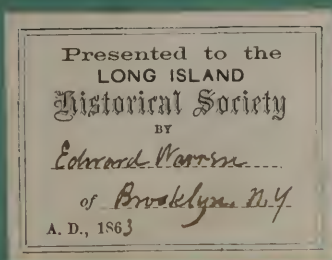 Presented to the
LONG ISLAND
Historical Society
BY
Edward Warren
of Brooklyn. N.Y
A. D., 1863